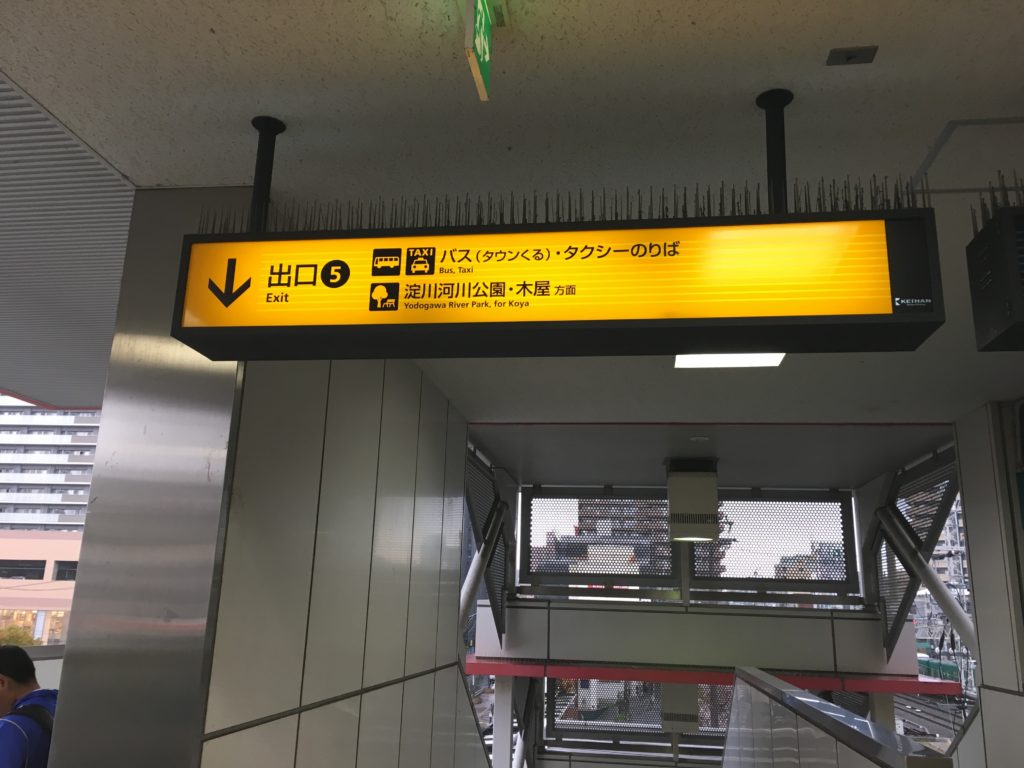 出口 5
Exit
TAXI
バス(タウンくる)・タクシーのりば
Bus, Taxi
淀川河川公園・木屋 方面
Yodogawa River Park, for Koya
KEIHAN